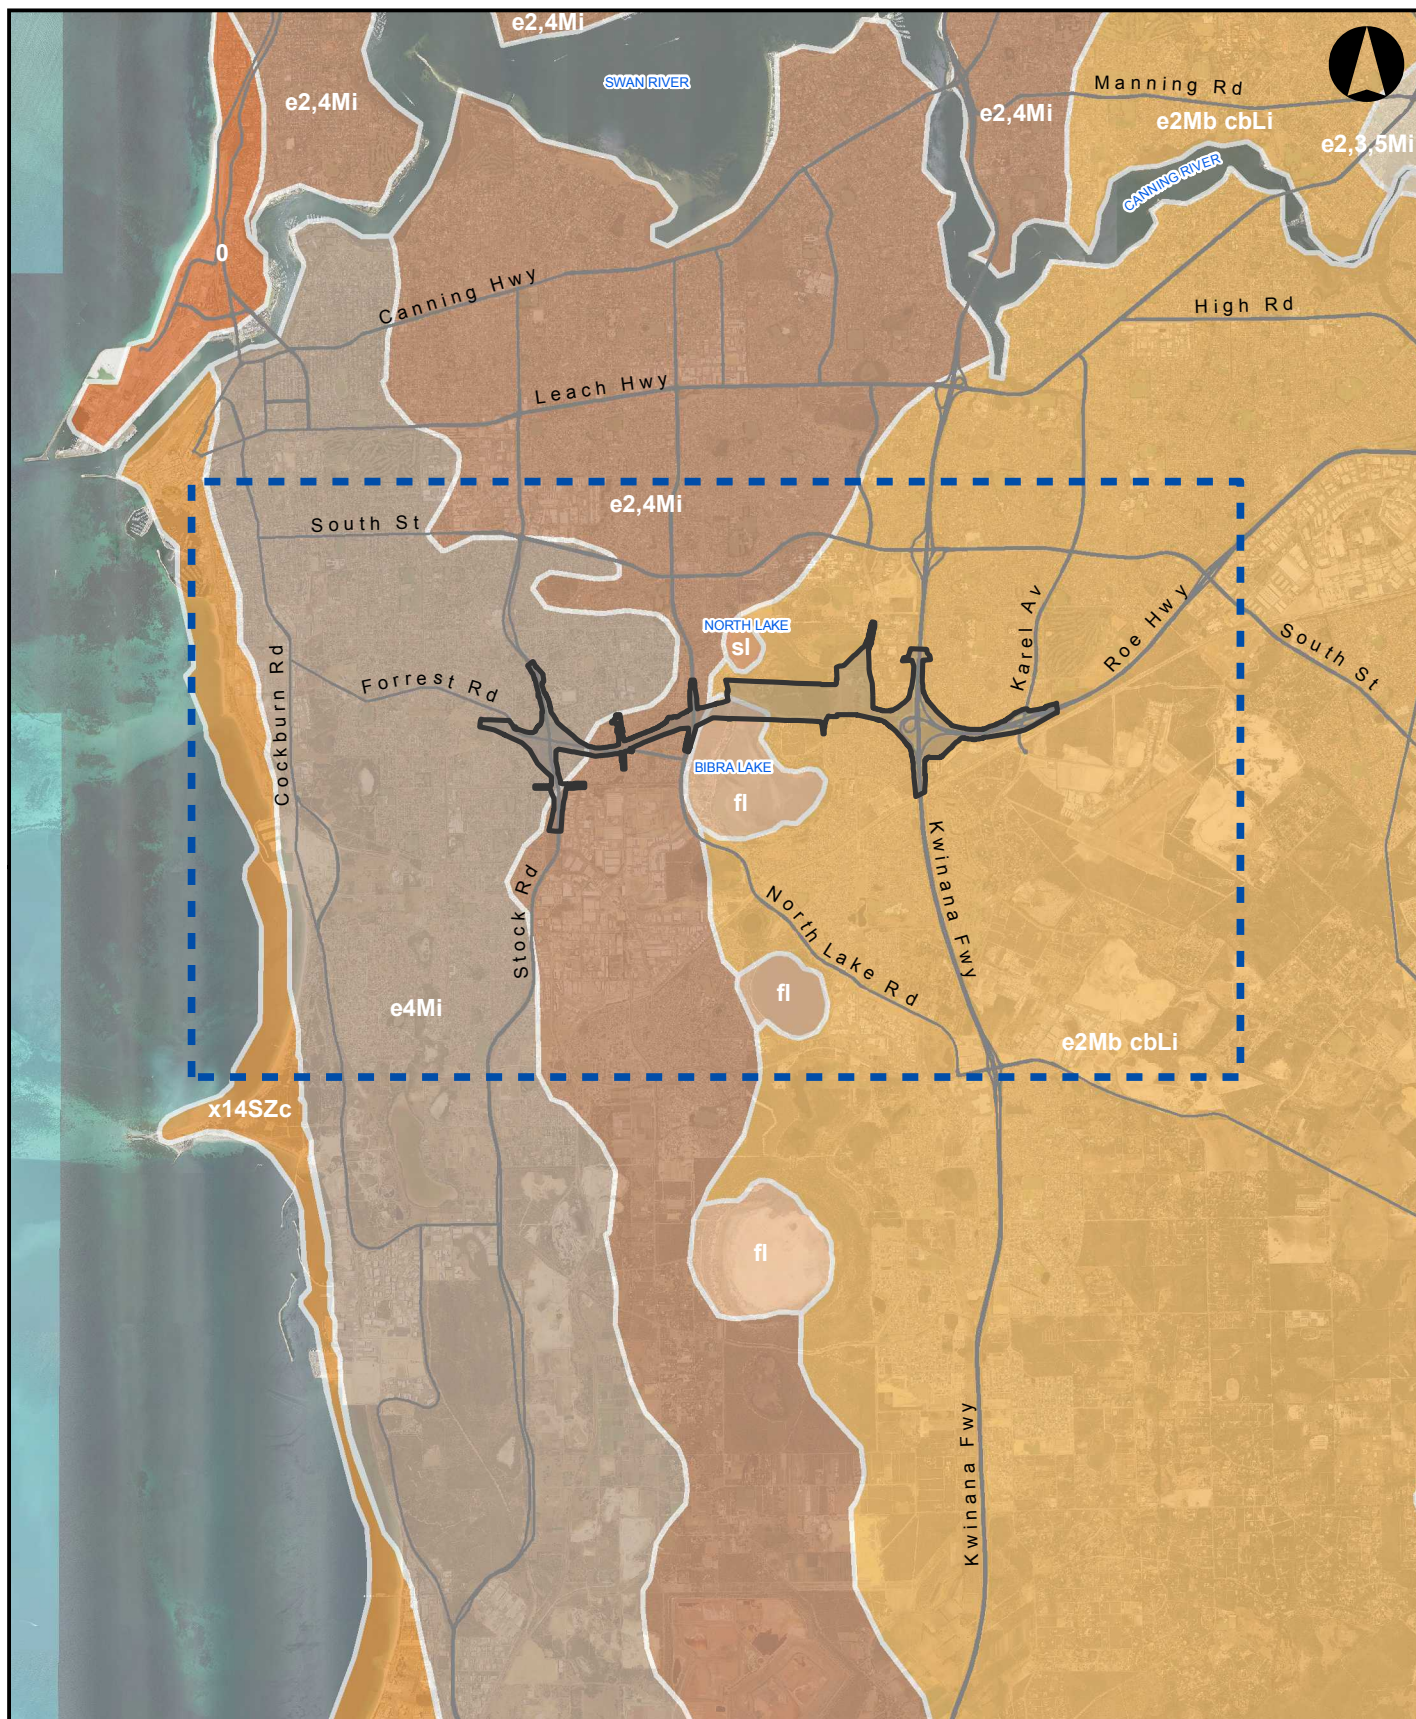 e2,4Mi
SWAN RIVER
Manning Rd
e2,4Mi
e2,4Mi
e2Mb cbLi
e2,3,5Mi
CANNING RIVER
0
Canning Hwy
High Rd
Leach Hwy
e2,4Mi
South St
Karel Av
Roe Hwy
NORTH LAKE
sl
South St
Cockburn Rd
Forrest Rd
BIBRA LAKE
fl
Kwinana Fwy
Stock Rd
North Lake Rd
fl
e4Mi
e2Mb cbLi
x14SZc
fl
Kwinana Fwy